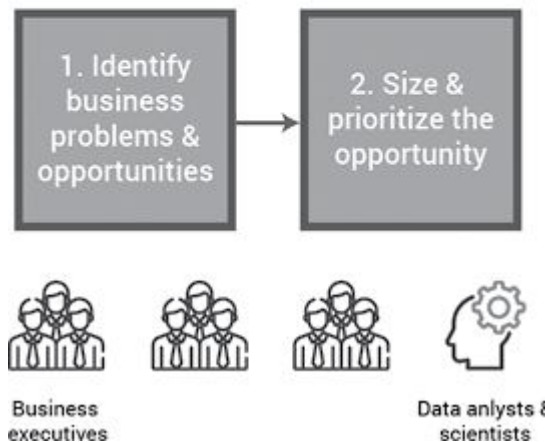 1. Identify
business
problems &
opportunities
2. Size &
prioritize the
opportunity
Business
executives
Data anlysts &
scientists